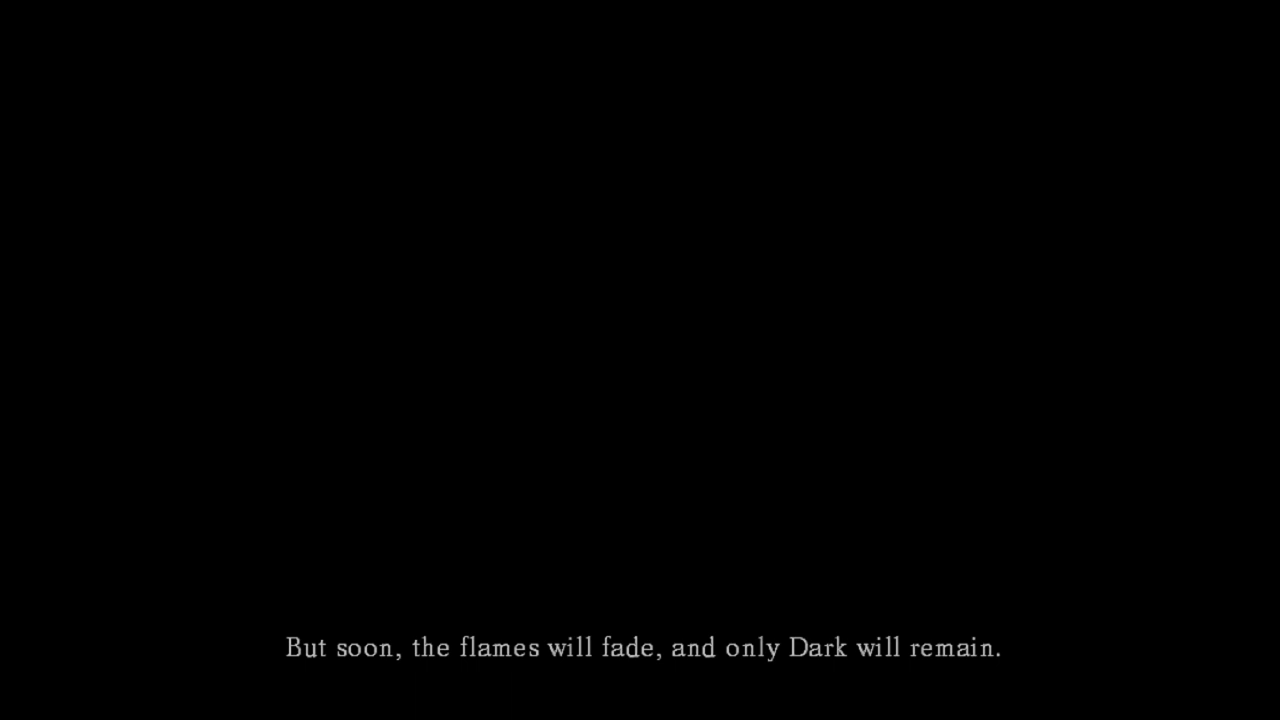 But soon, the flames will fade, and only Dark will remain.